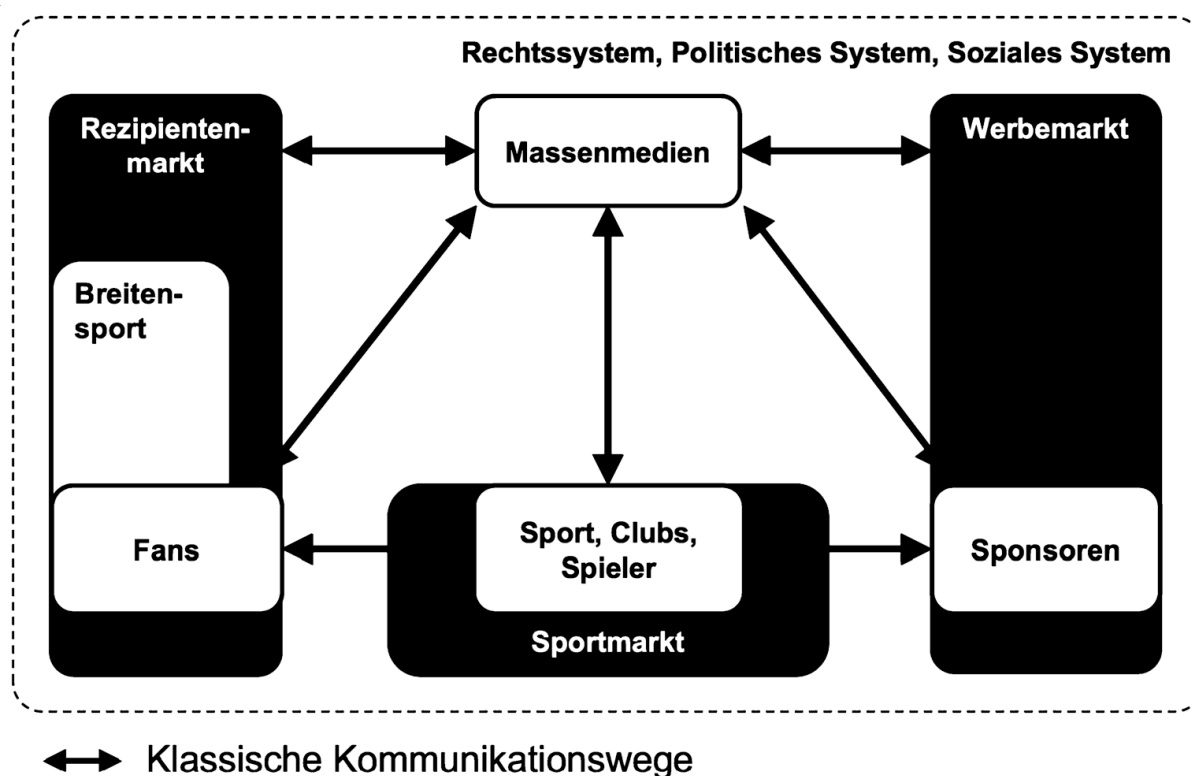 Rechtssystem, Politisches System, Soziales System
Rezipienten-
markt
Massenmedien
Werbemarkt
Breiten-
sport
Fans
Sport, Clubs,
Spieler
Sponsoren
Sportmarkt
Klassische Kommunikationswege